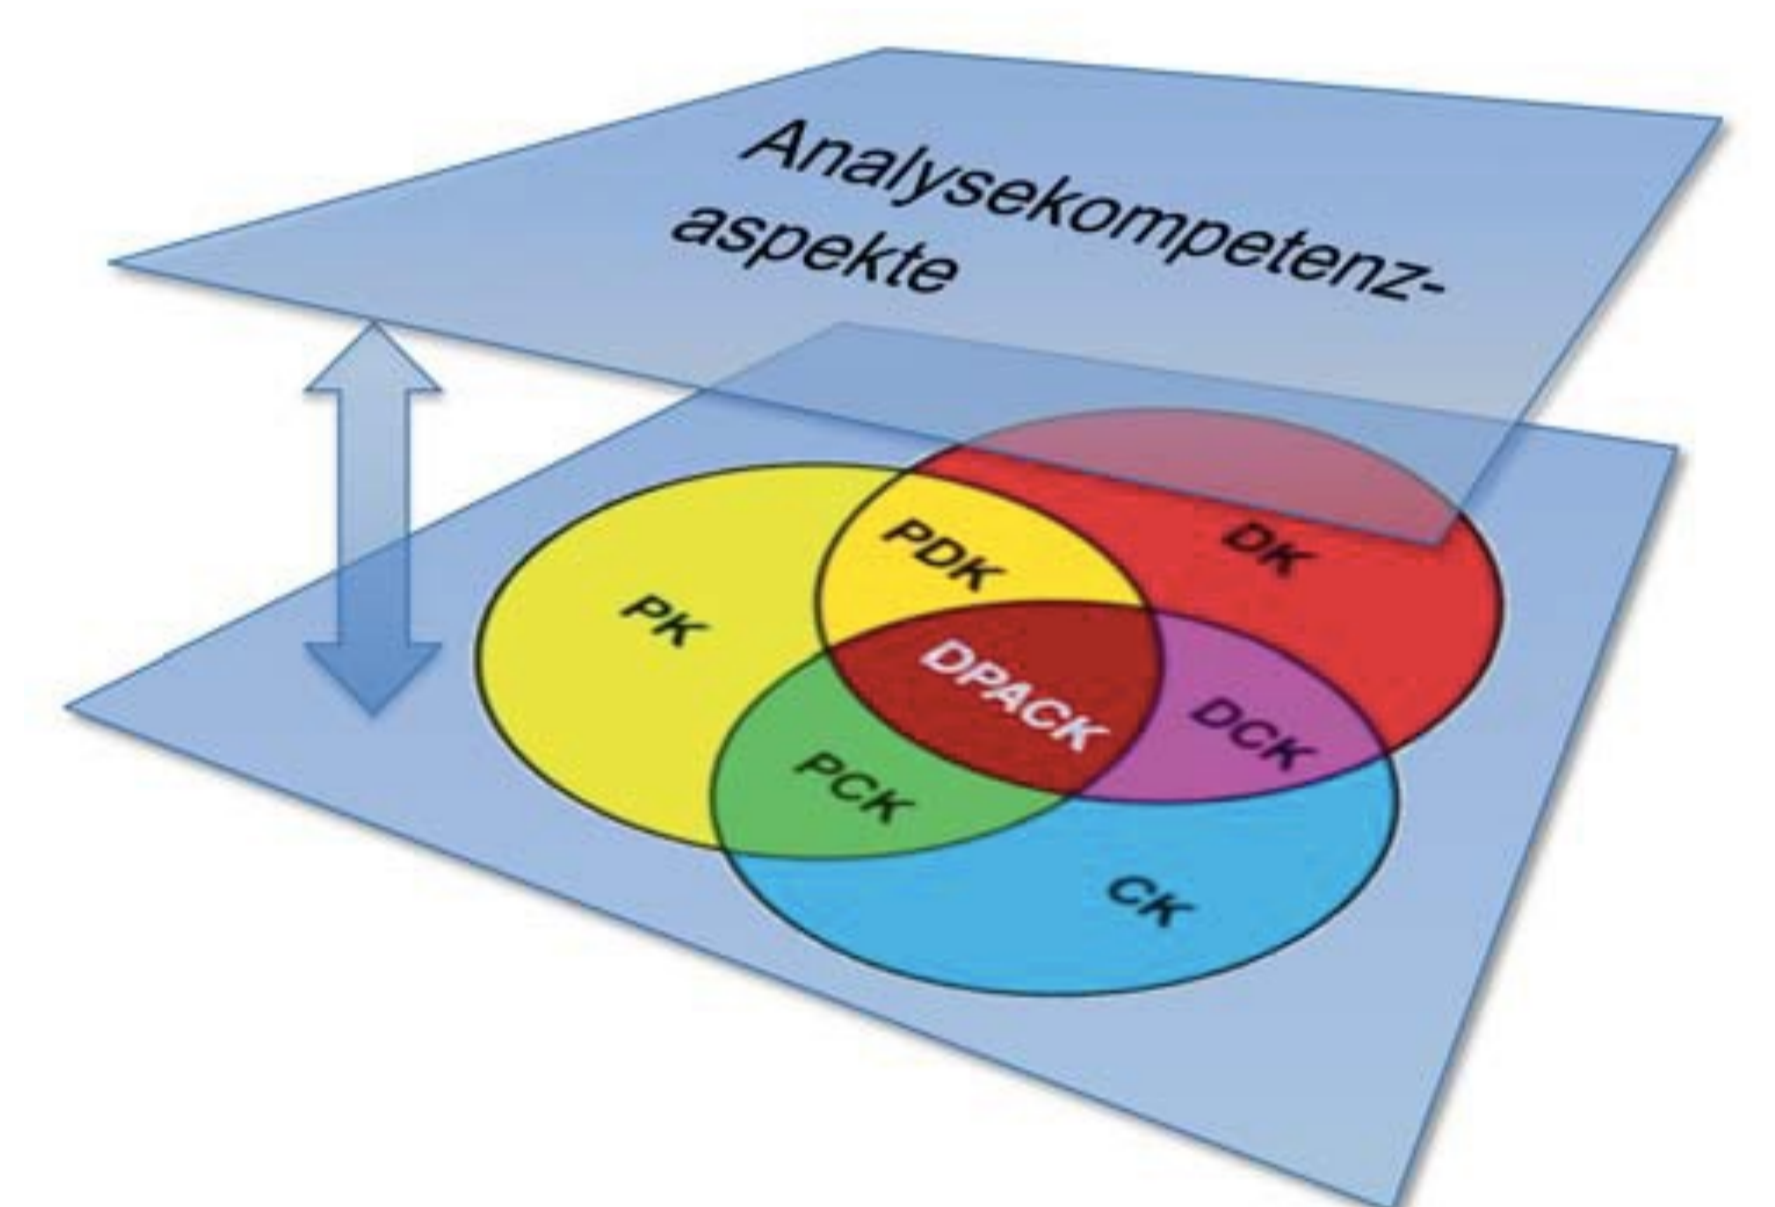 Analysekompetenz-
aspekte
PDK
DK
PK
DPACK
DCK
PCK
CK